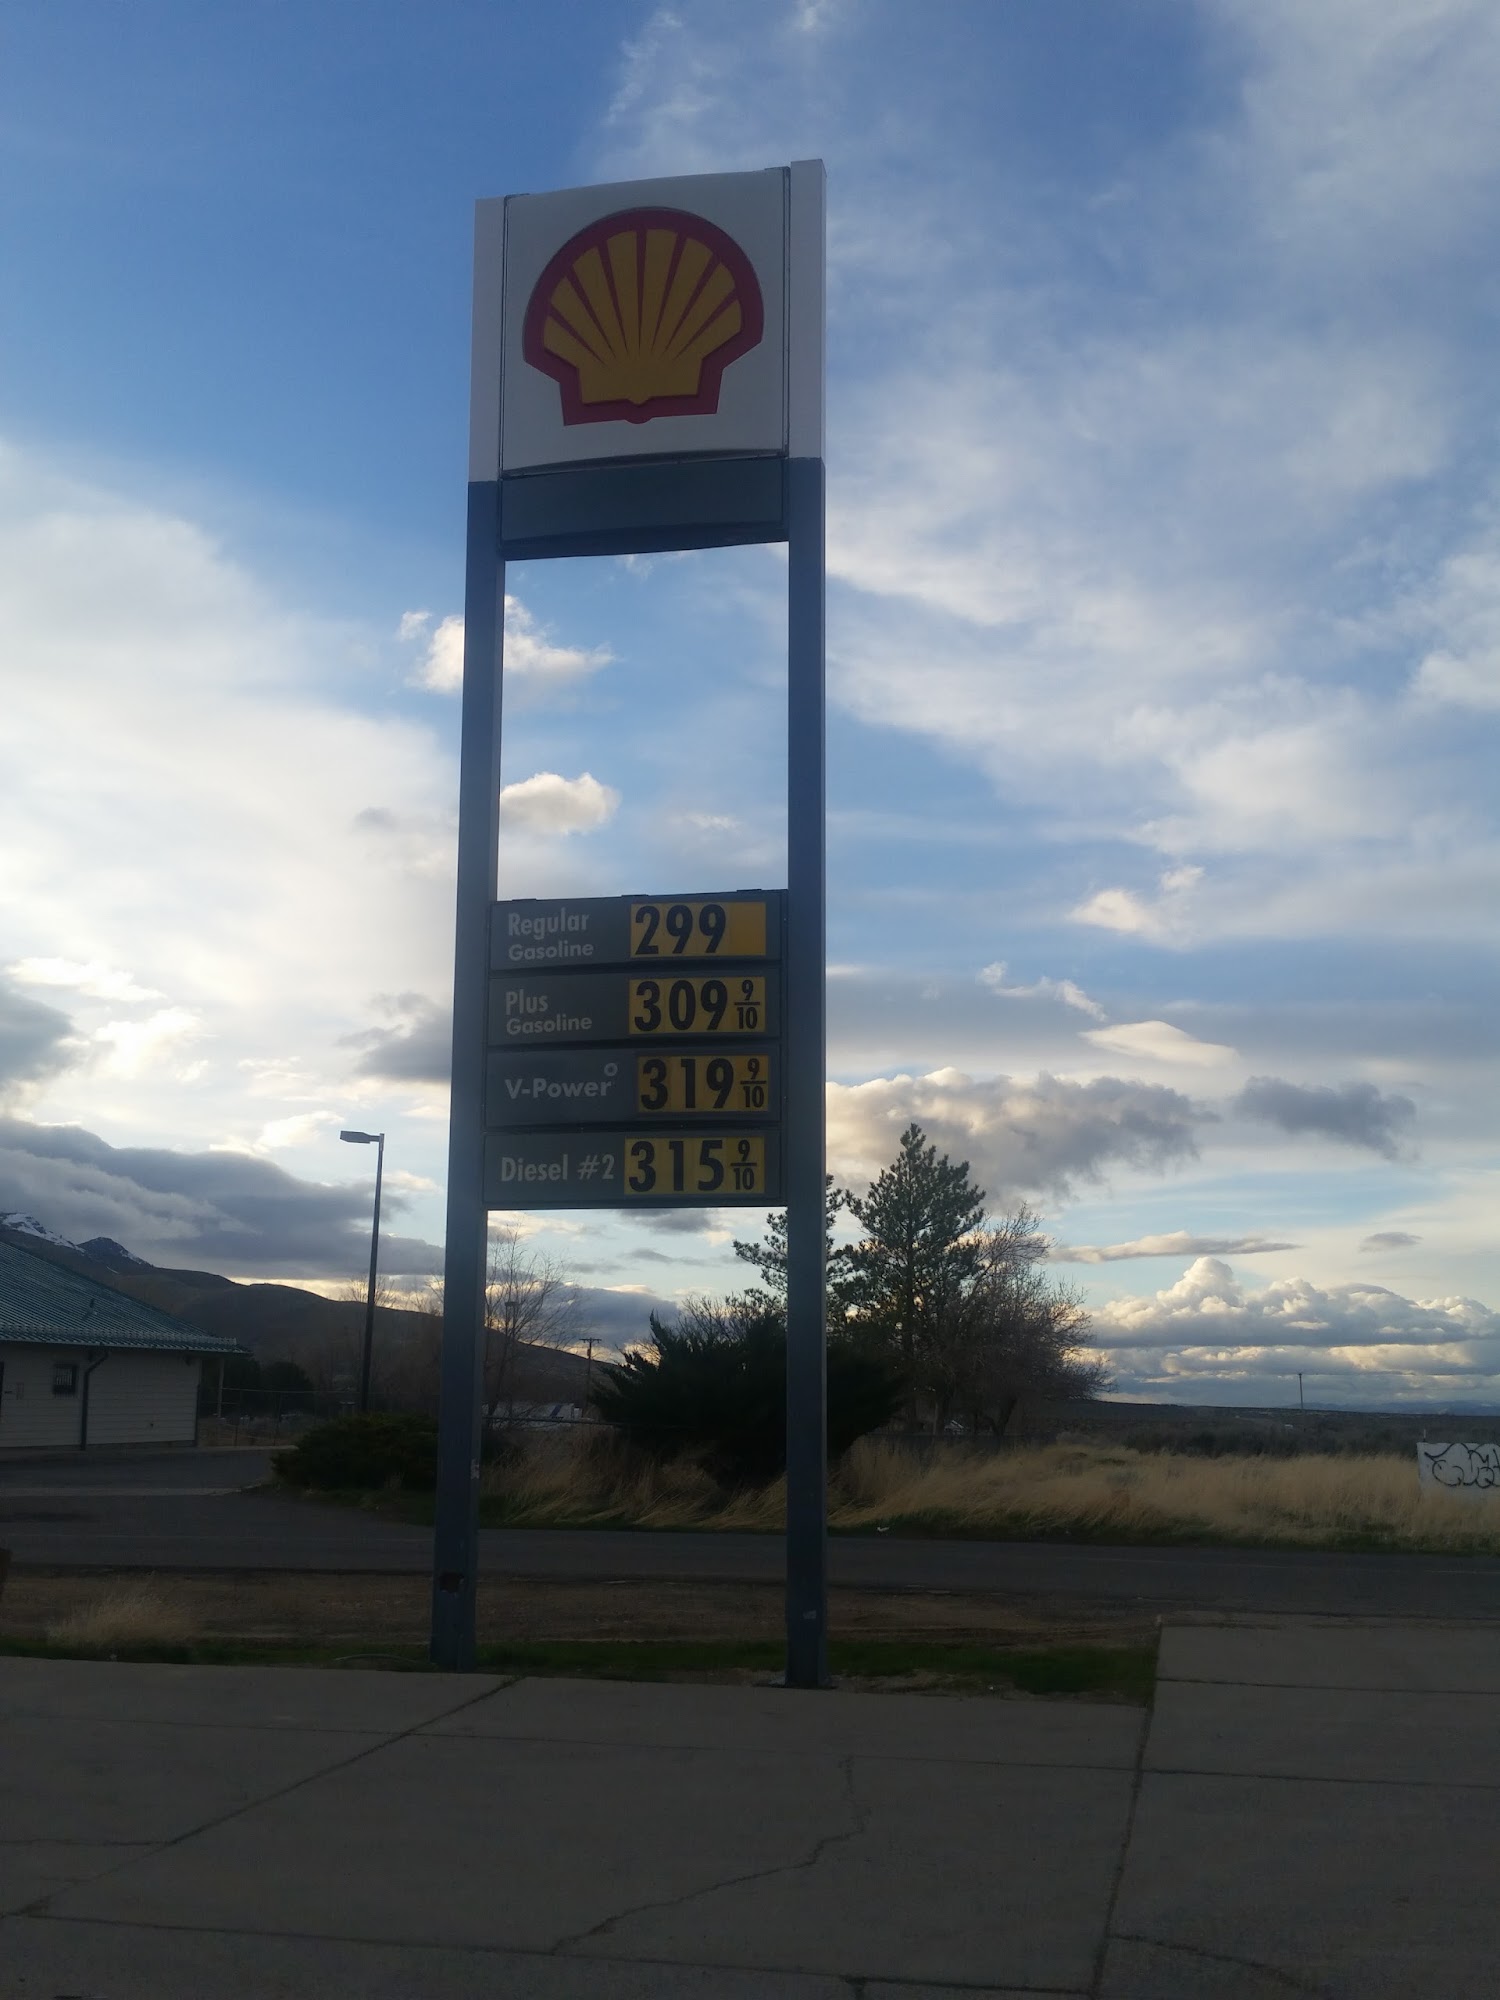 Regular
Gasoline 299
Plus
Gasoline 309 9/10
V-Power 319 9/10
Diesel #2 315 9/10